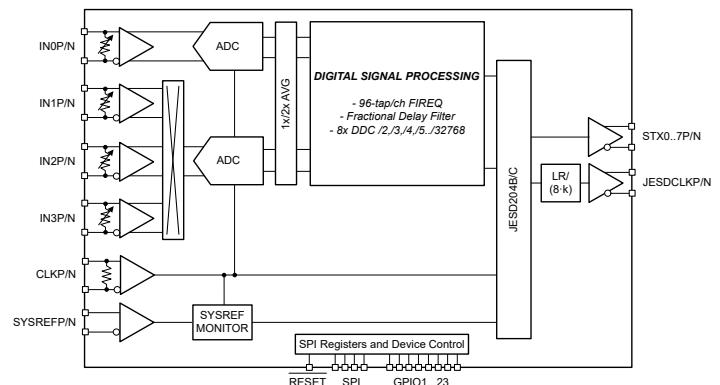 IN0P/N
IN1P/N
IN2P/N
IN3P/N
CLKP/N
SYSREFP/N
ADC
ADC
1x/2x AVG
DIGITAL SIGNAL PROCESSING
- 96-tap/ch FIREQ
- Fractional Delay Filter
- 8x DDC /2,/3,/4,/5../32768
JESD204B/C
LR/
(8·k)
STX0..7P/N
JESDCLKP/N
SYSREF
MONITOR
SPI Registers and Device Control
RESET
SPI
GPIO1..23